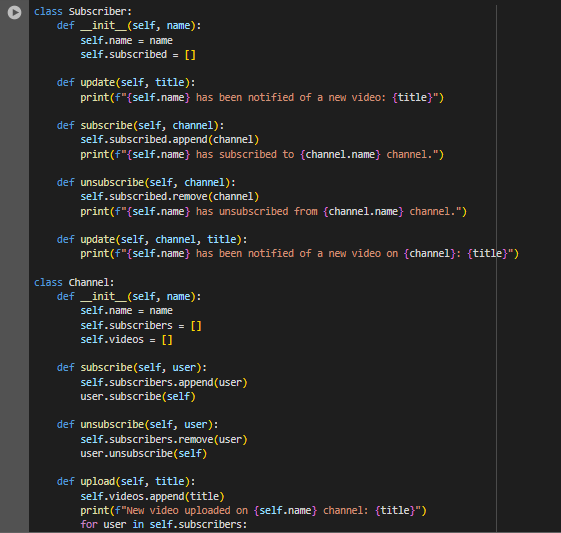 class Subscriber:
    def __init__(self, name):
        self.name = name
        self.subscribed = []

    def update(self, title):
        print(f"{self.name} has been notified of a new video: {title}")

    def subscribe(self, channel):
        self.subscribed.append(channel)
        print(f"{self.name} has subscribed to {channel.name} channel.")

    def unsubscribe(self, channel):
        self.subscribed.remove(channel)
        print(f"{self.name} has unsubscribed from {channel.name} channel.")

    def update(self, channel, title):
        print(f"{self.name} has been notified of a new video on {channel}: {title}")

class Channel:
    def __init__(self, name):
        self.name = name
        self.subscribers = []
        self.videos = []

    def subscribe(self, user):
        self.subscribers.append(user)
        user.subscribe(self)

    def unsubscribe(self, user):
        self.subscribers.remove(user)
        user.unsubscribe(self)

    def upload(self, title):
        self.videos.append(title)
        print(f"New video uploaded on {self.name} channel: {title}")
        for user in self.subscribers: